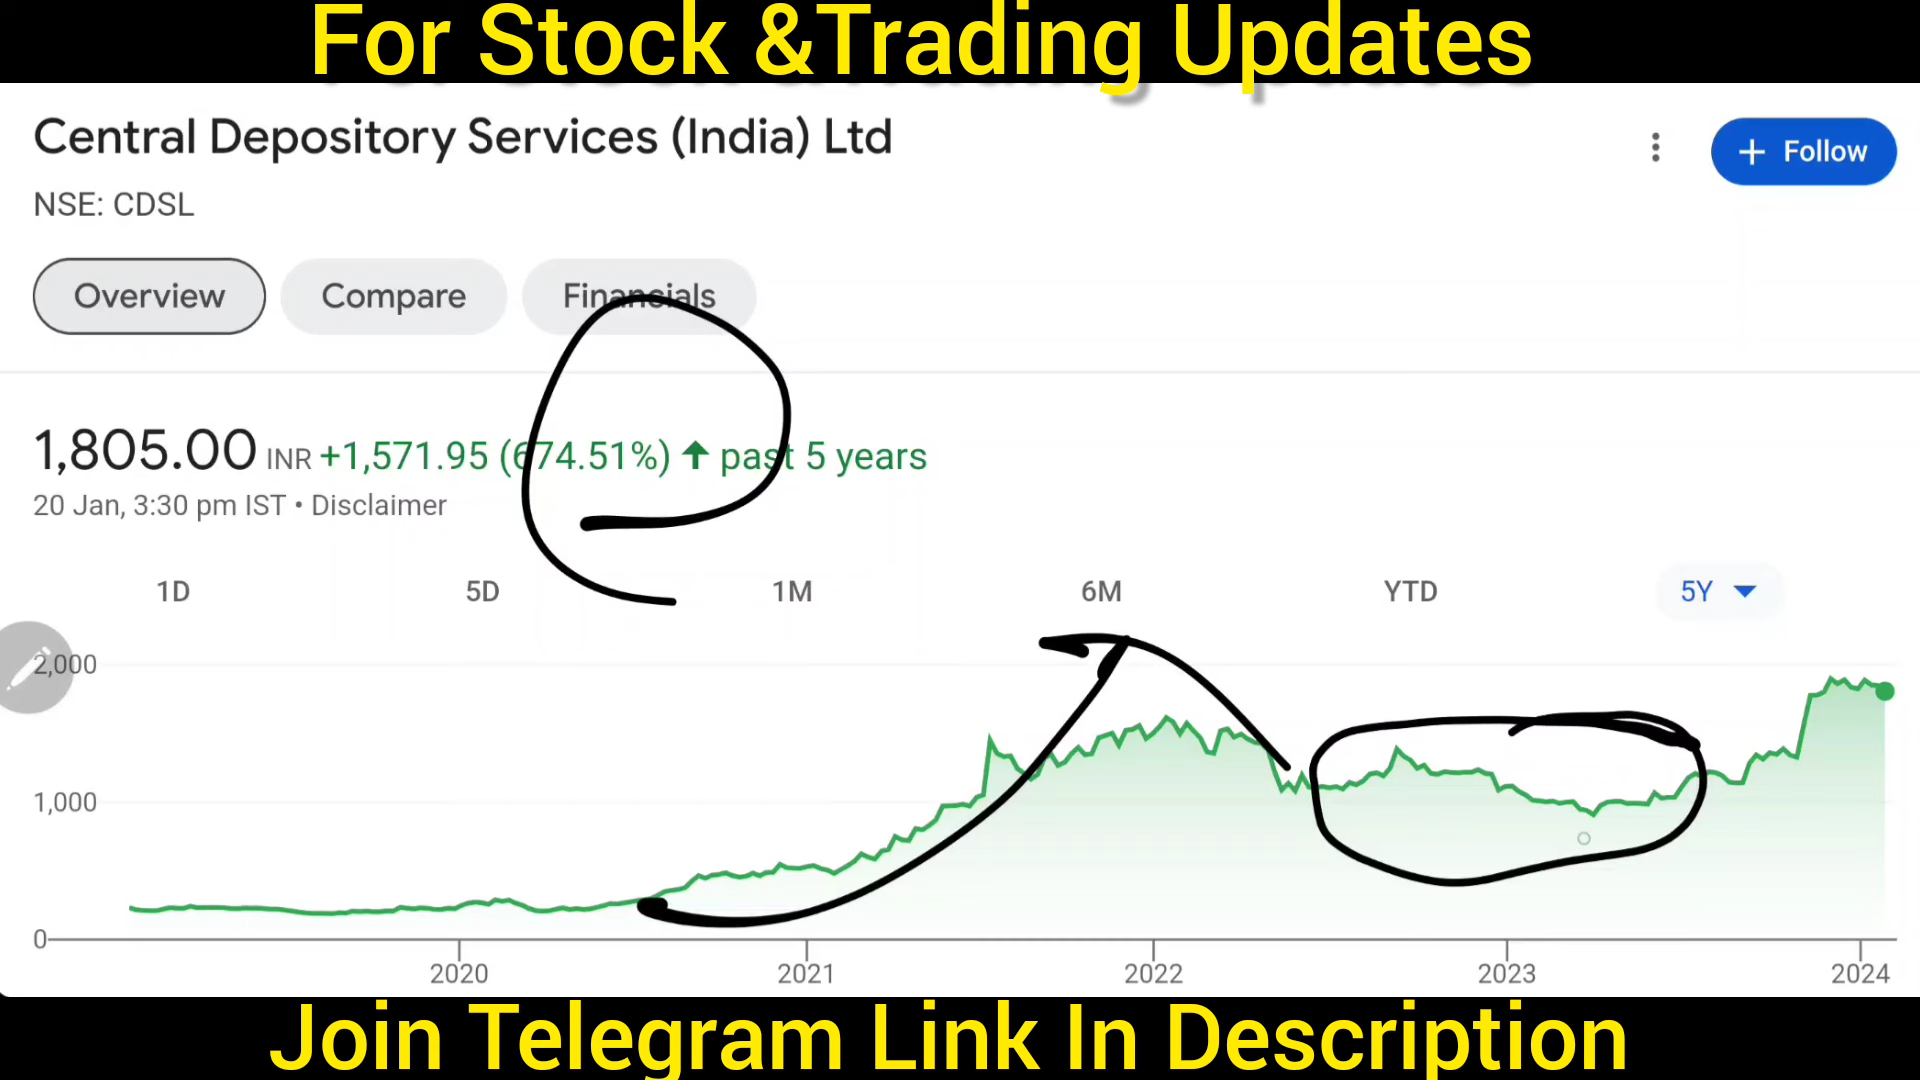 For Stock &Trading Updates
Central Depository Services (India) Ltd
+ Follow
NSE: CDSL
Overview
Compare
Financials
1,805.00 INR +1,571.95 (674.51%) ↑ past 5 years
20 Jan, 3:30 pm IST • Disclaimer
1D
5D
1M
6M
YTD
5Y
2,000
1,000
0
2020
2021
2022
2023
2024
Join Telegram Link In Description